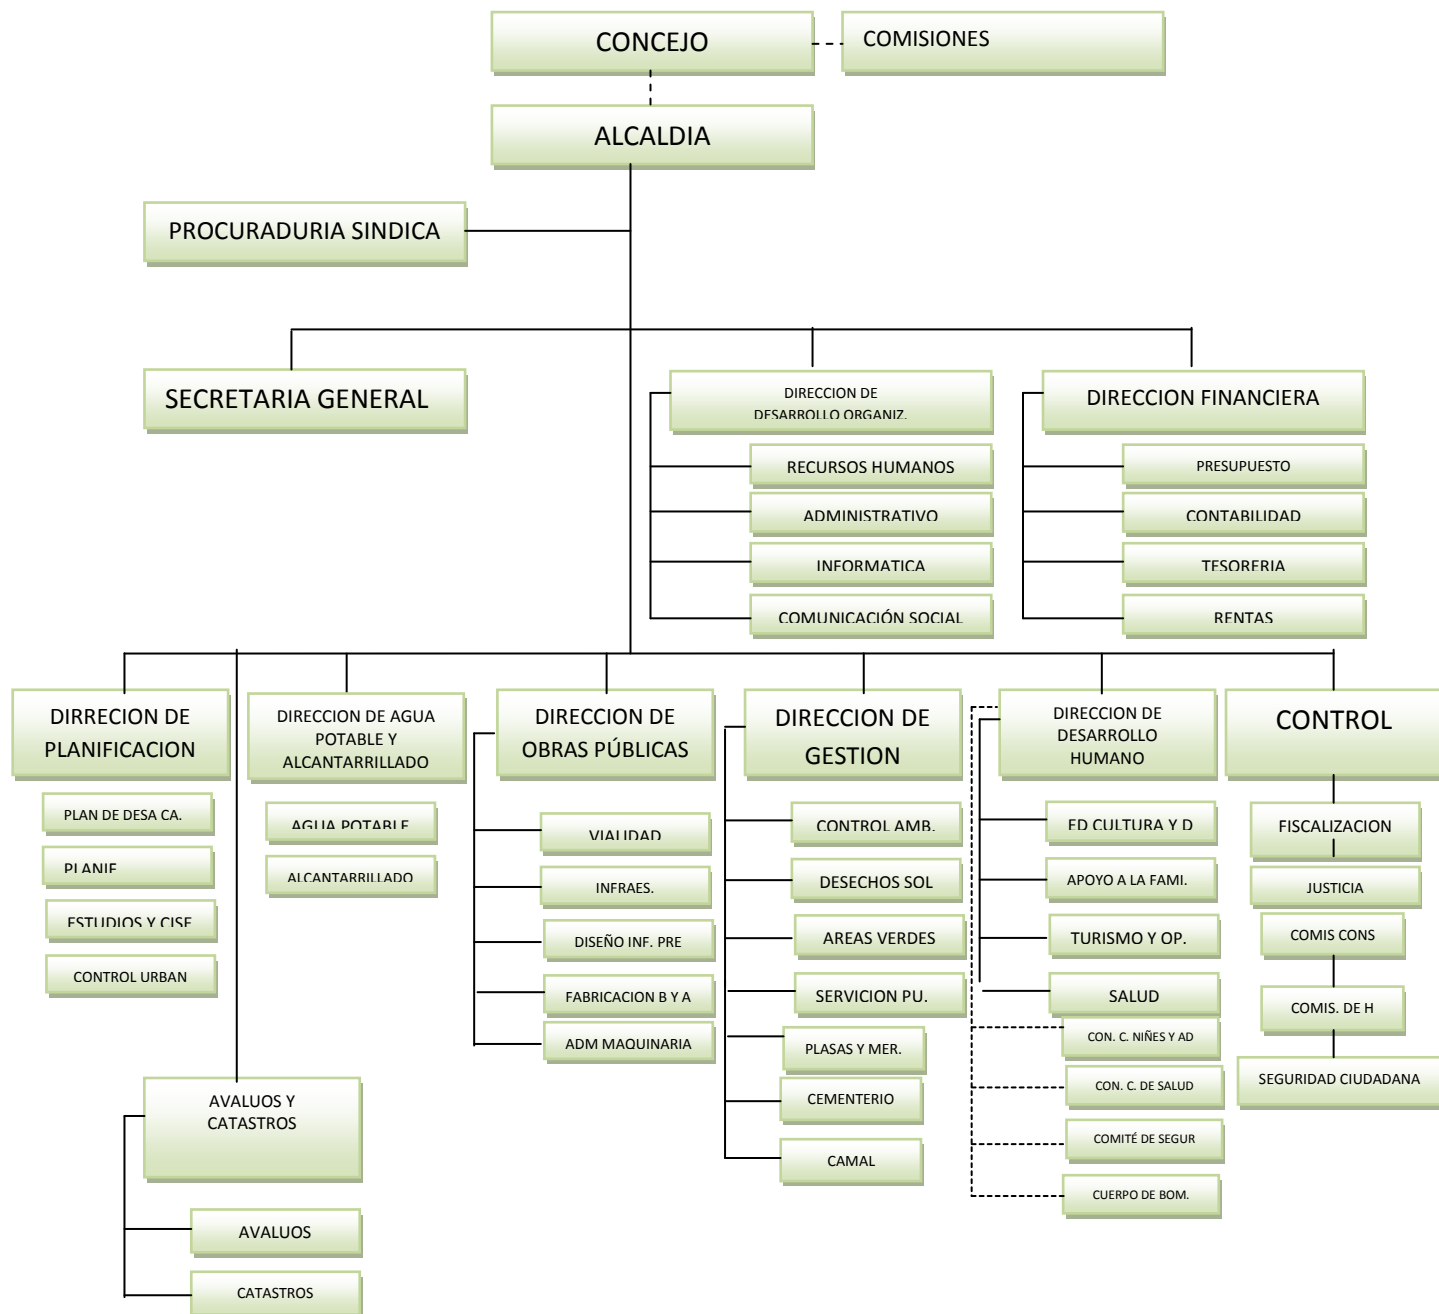 CONCEJO
COMISIONES
ALCALDIA
PROCURADURIA SINDICA
SECRETARIA GENERAL
DIRECCION DE
DESARROLLO ORGANIZ.
DIRECCION FINANCIERA
RECURSOS HUMANOS
ADMINISTRATIVO
INFORMATICA
COMUNICACIÓN SOCIAL
PRESUPUESTO
CONTABILIDAD
TESORERIA
RENTAS
DIRRECION DE
PLANIFICACION
PLAN DE DESA CA.
PLANIF
ESTUDIOS Y CISE
CONTROL URBAN
AVALUOS Y
CATASTROS
AVALUOS
CATASTROS
DIRECCION DE AGUA
POTABLE Y
ALCANTARRILLADO
AGUA POTABLE
ALCANTARRILLADO
DIRECCION DE
OBRAS PÚBLICAS
VIALIDAD
INFRAES.
DISEÑO INF. PRE
FABRICACION B Y A
ADM MAQUINARIA
DIRECCION DE
GESTION
CONTROL AMB.
DESECHOS SOL
AREAS VERDES
SERVICION PU.
PLASAS Y MER.
CEMENTERIO
CAMAL
DIRECCION DE
DESARROLLO
HUMANO
ED CULTURA Y D
APOYO A LA FAMI.
TURISMO Y OP.
SALUD
CON. C. NIÑES Y AD
CON. C. DE SALUD
COMITÉ DE SEGUR
CUERPO DE BOM.
CONTROL
FISCALIZACION
JUSTICIA
COMIS CONS
COMIS. DE H
SEGURIDAD CIUDADANA